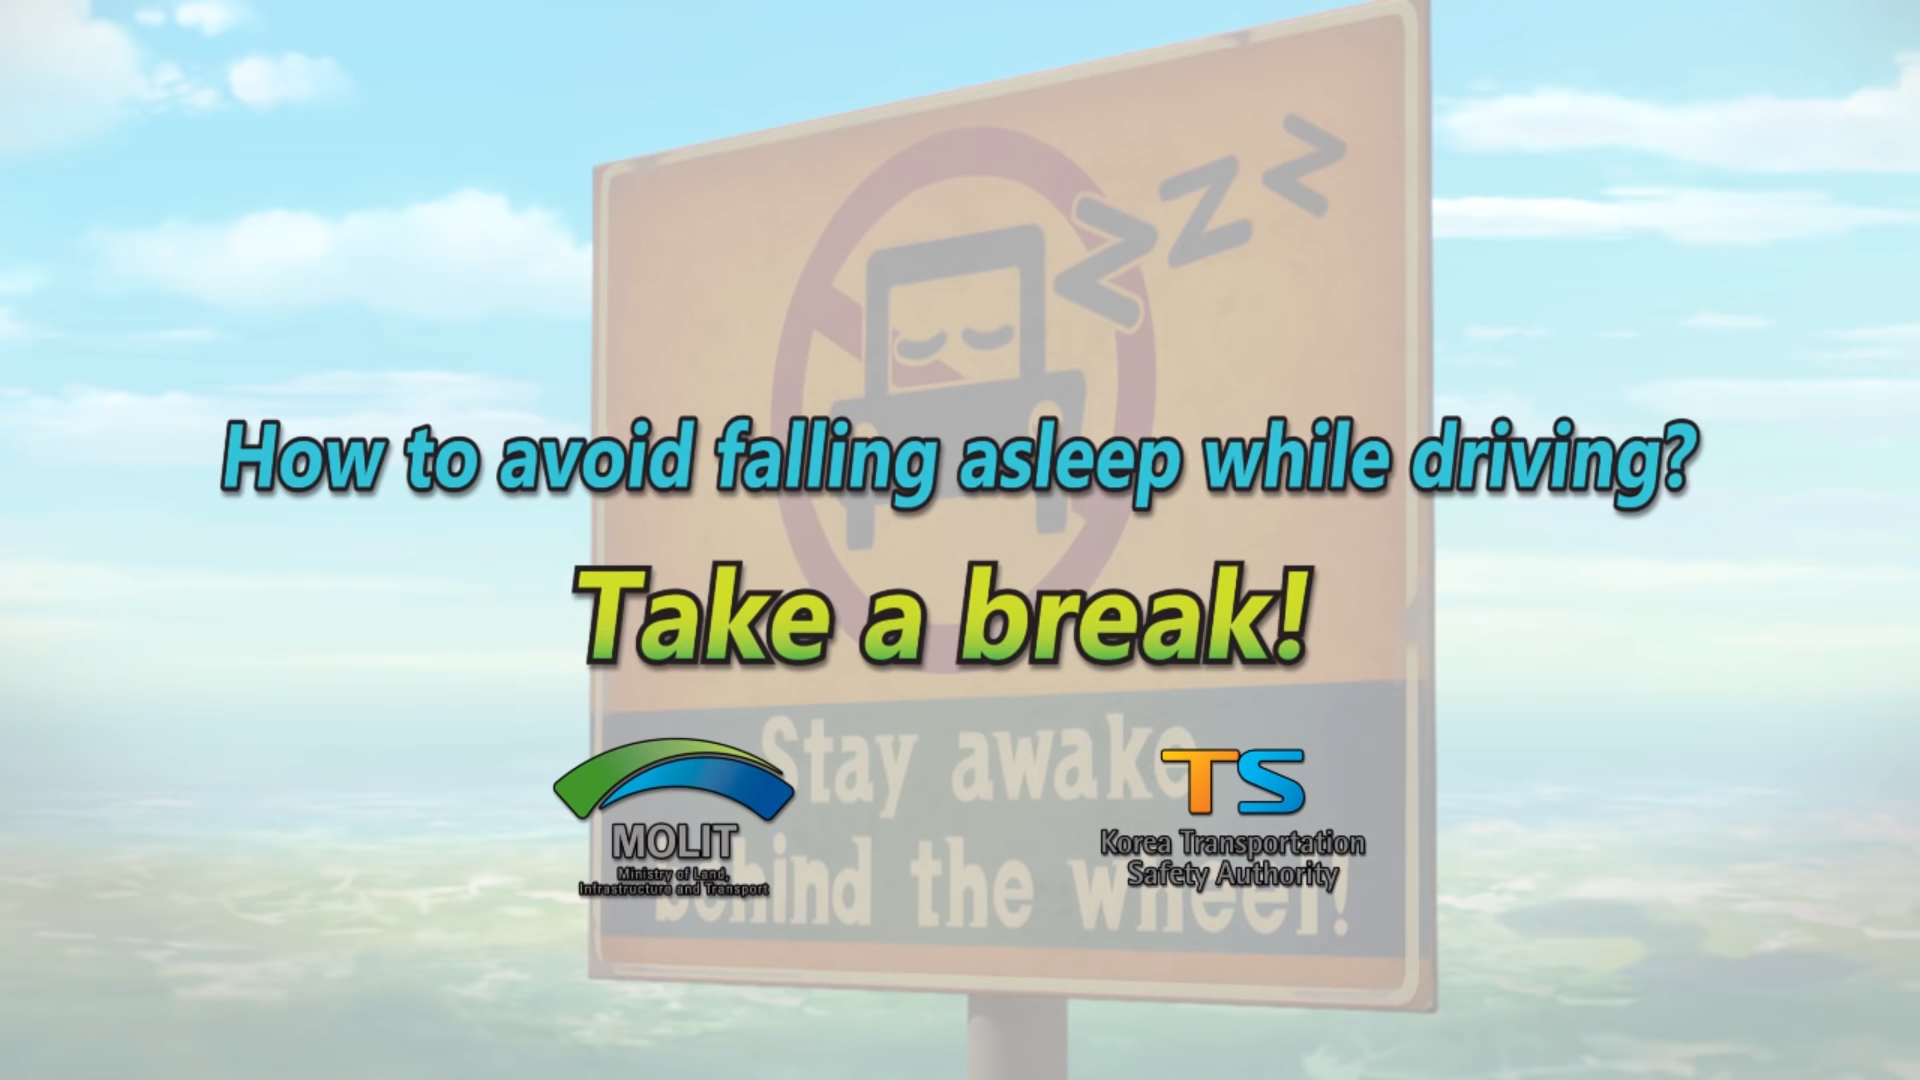 zzz
How to avoid falling asleep while driving?
Take a break!
Stay awake
behind the wheel!
MOLIT
Ministry of Land,
Infrastructure and Transport
TS
Korea Transportation
Safety Authority